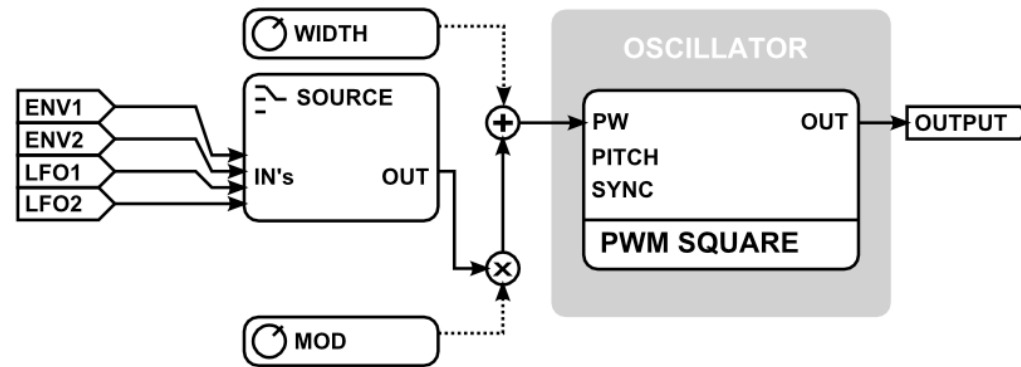 WIDTH
OSCILLATOR
SOURCE
ENV1
ENV2
LFO1
LFO2
IN's
OUT
PW
OUT
OUTPUT
PITCH
SYNC
PWM SQUARE
MOD